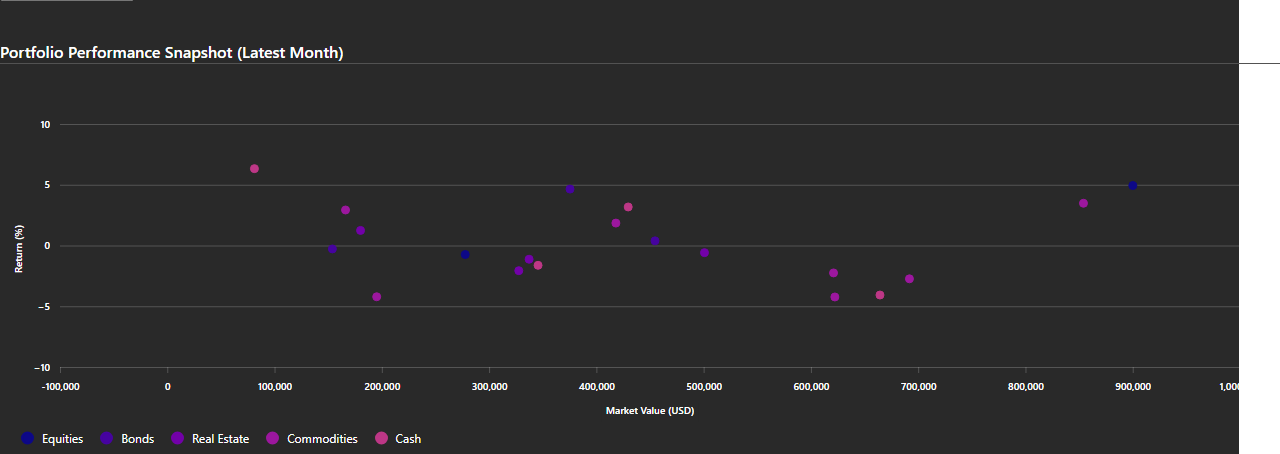 Portfolio Performance Snapshot (Latest Month)
10
5
0
−5
−10
Return (%)
-100,000 0 100,000 200,000 300,000 400,000 500,000 600,000 700,000 800,000 900,000 1,000
Market Value (USD)
Equities Bonds Real Estate Commodities Cash